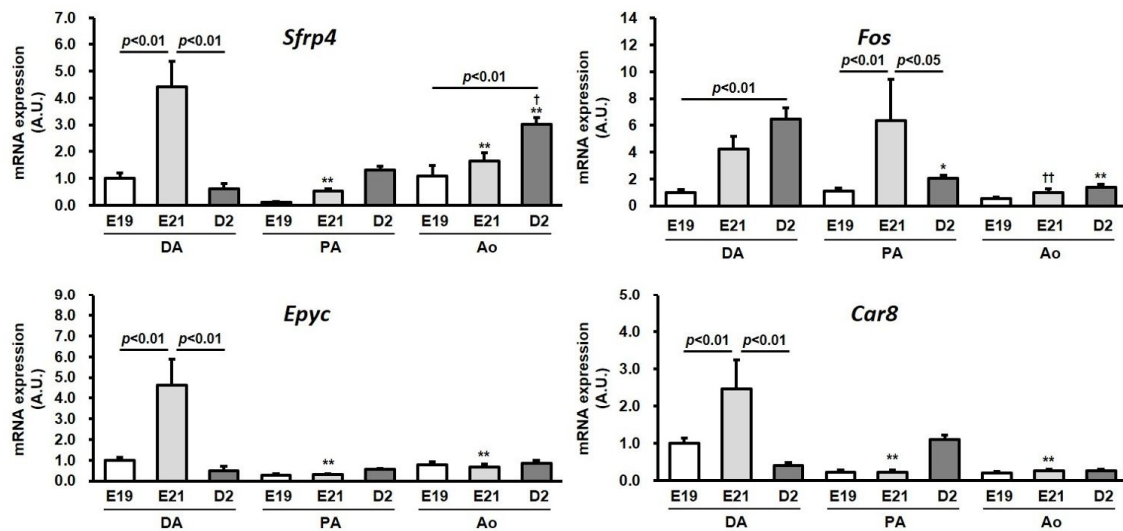 Sfrp4
mRNA expression
(A.U.)
7.0
6.0
5.0
4.0
3.0
2.0
1.0
0.0
p<0.01 p<0.01
**
p<0.01
**
†
**
E19 E21 D2 E19 E21 D2 E19 E21 D2
DA PA Ao
Fos
mRNA expression
(A.U.)
14
12
10
8
6
4
2
0
p<0.01
p<0.01 p<0.05
*
††
**
E19 E21 D2 E19 E21 D2 E19 E21 D2
DA PA Ao
Epyc
mRNA expression
(A.U.)
9.0
8.0
7.0
6.0
5.0
4.0
3.0
2.0
1.0
0.0
p<0.01 p<0.01
**
**
E19 E21 D2 E19 E21 D2 E19 E21 D2
DA PA Ao
Car8
mRNA expression
(A.U.)
5.0
4.0
3.0
2.0
1.0
0.0
p<0.01 p<0.01
**
**
E19 E21 D2 E19 E21 D2 E19 E21 D2
DA PA Ao